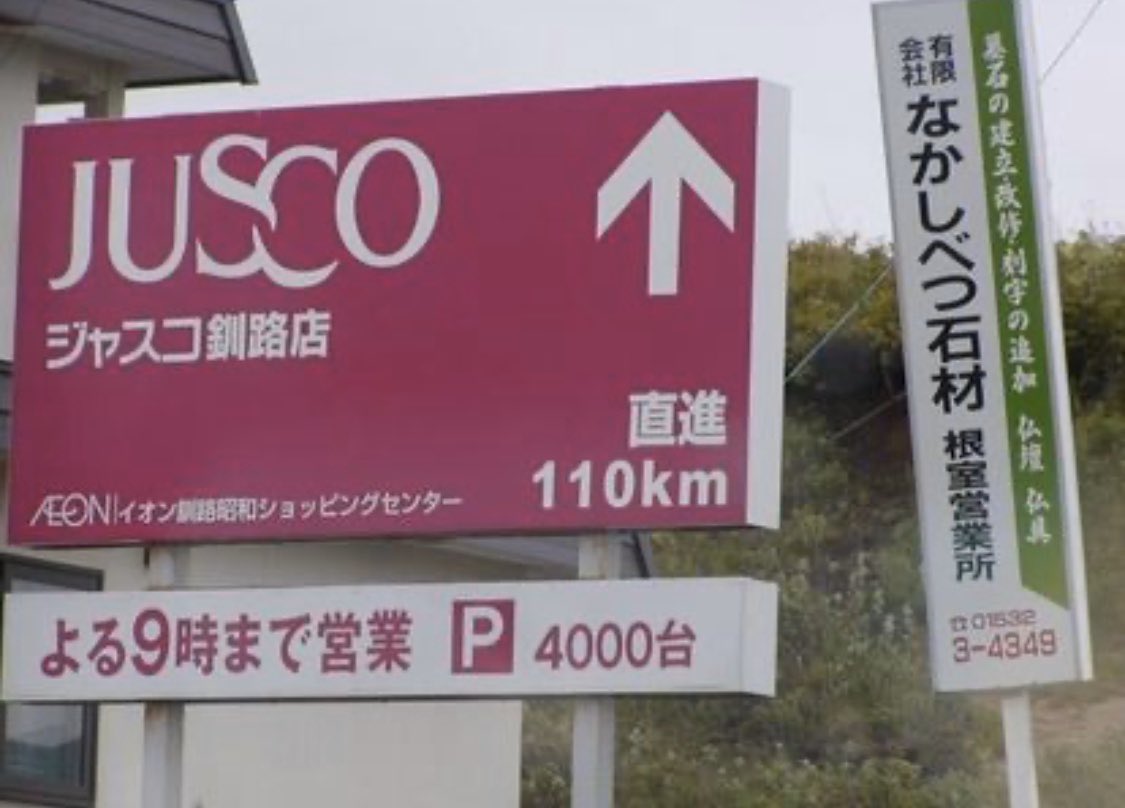 JUSCO
ジャスコ釧路店
直進
110km
ÆON イオン釧路昭和ショッピングセンター
よる9時まで営業 P 4000台
墓石の建立・改修・刻字の追加 仏壇 仏具
有限会社 なかしべつ石材 根室営業所
☎01532
3-4349